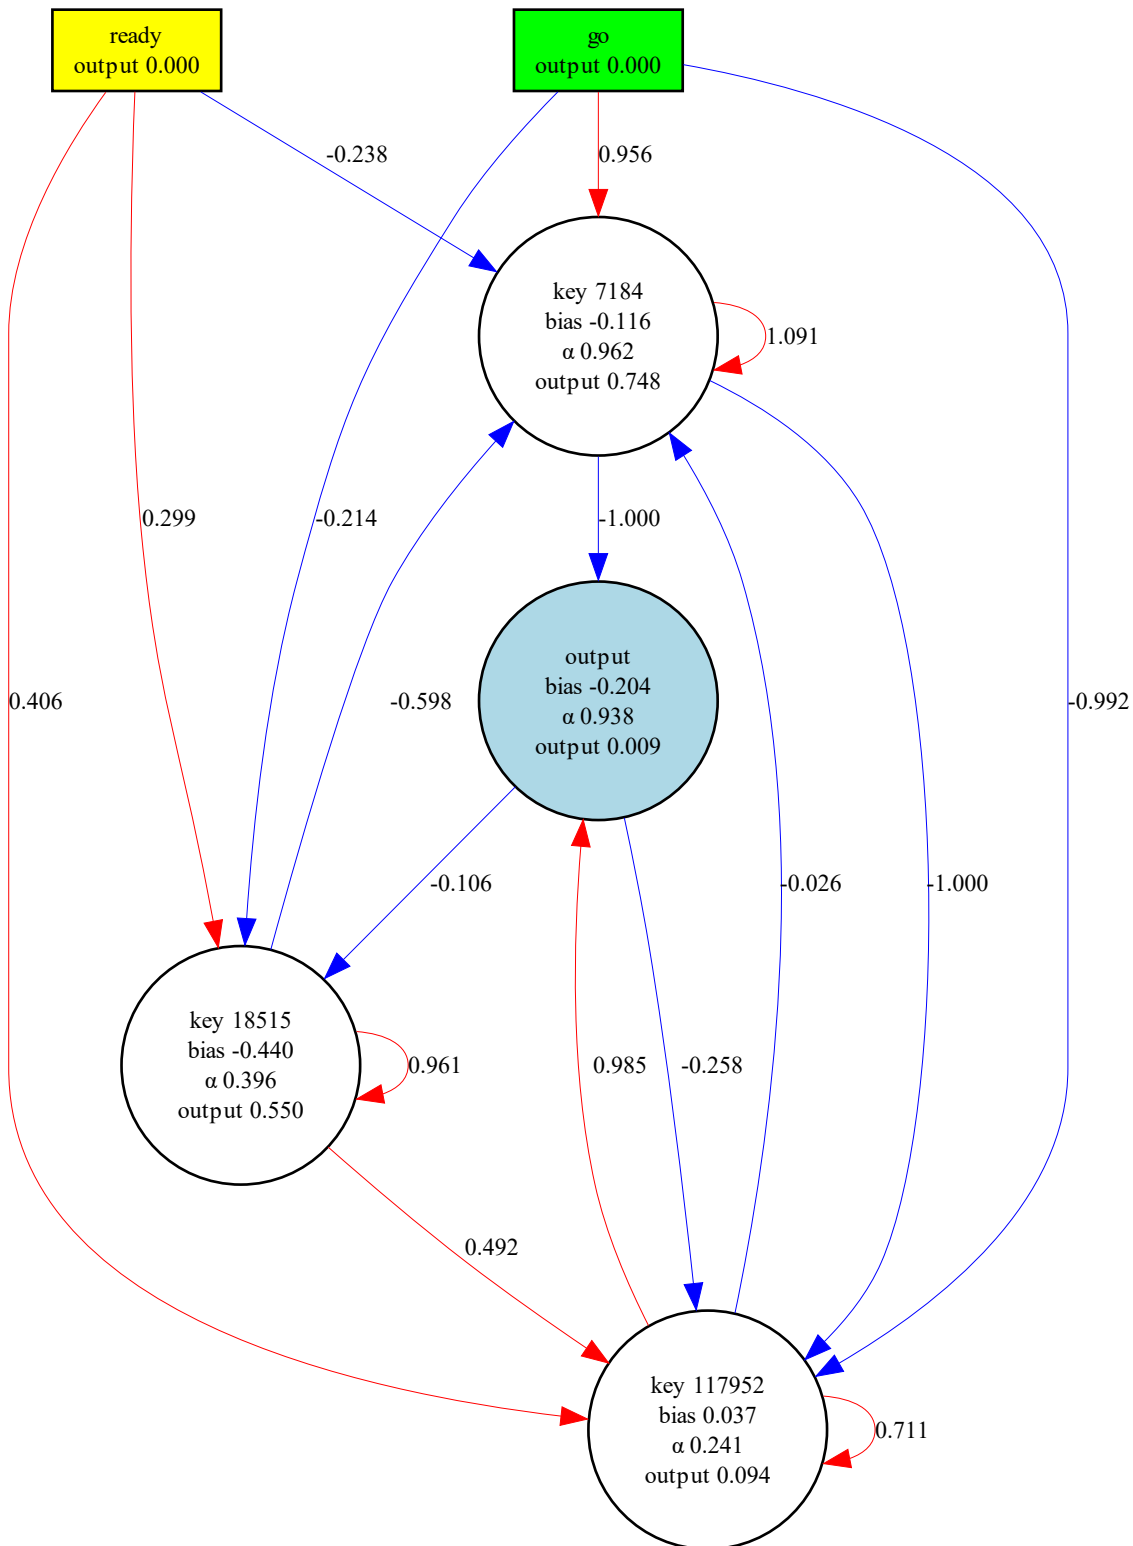 ready
output 0.000
go
output 0.000
-0.238
0.956
key 7184
bias -0.116
α 0.962
output 0.748
1.091
0.299
-0.214
-1.000
output
bias -0.204
α 0.938
output 0.009
0.406
-0.598
-0.992
-0.106
-0.026
-1.000
key 18515
bias -0.440
α 0.396
output 0.550
0.961
0.985
-0.258
0.492
key 117952
bias 0.037
α 0.241
output 0.094
0.711